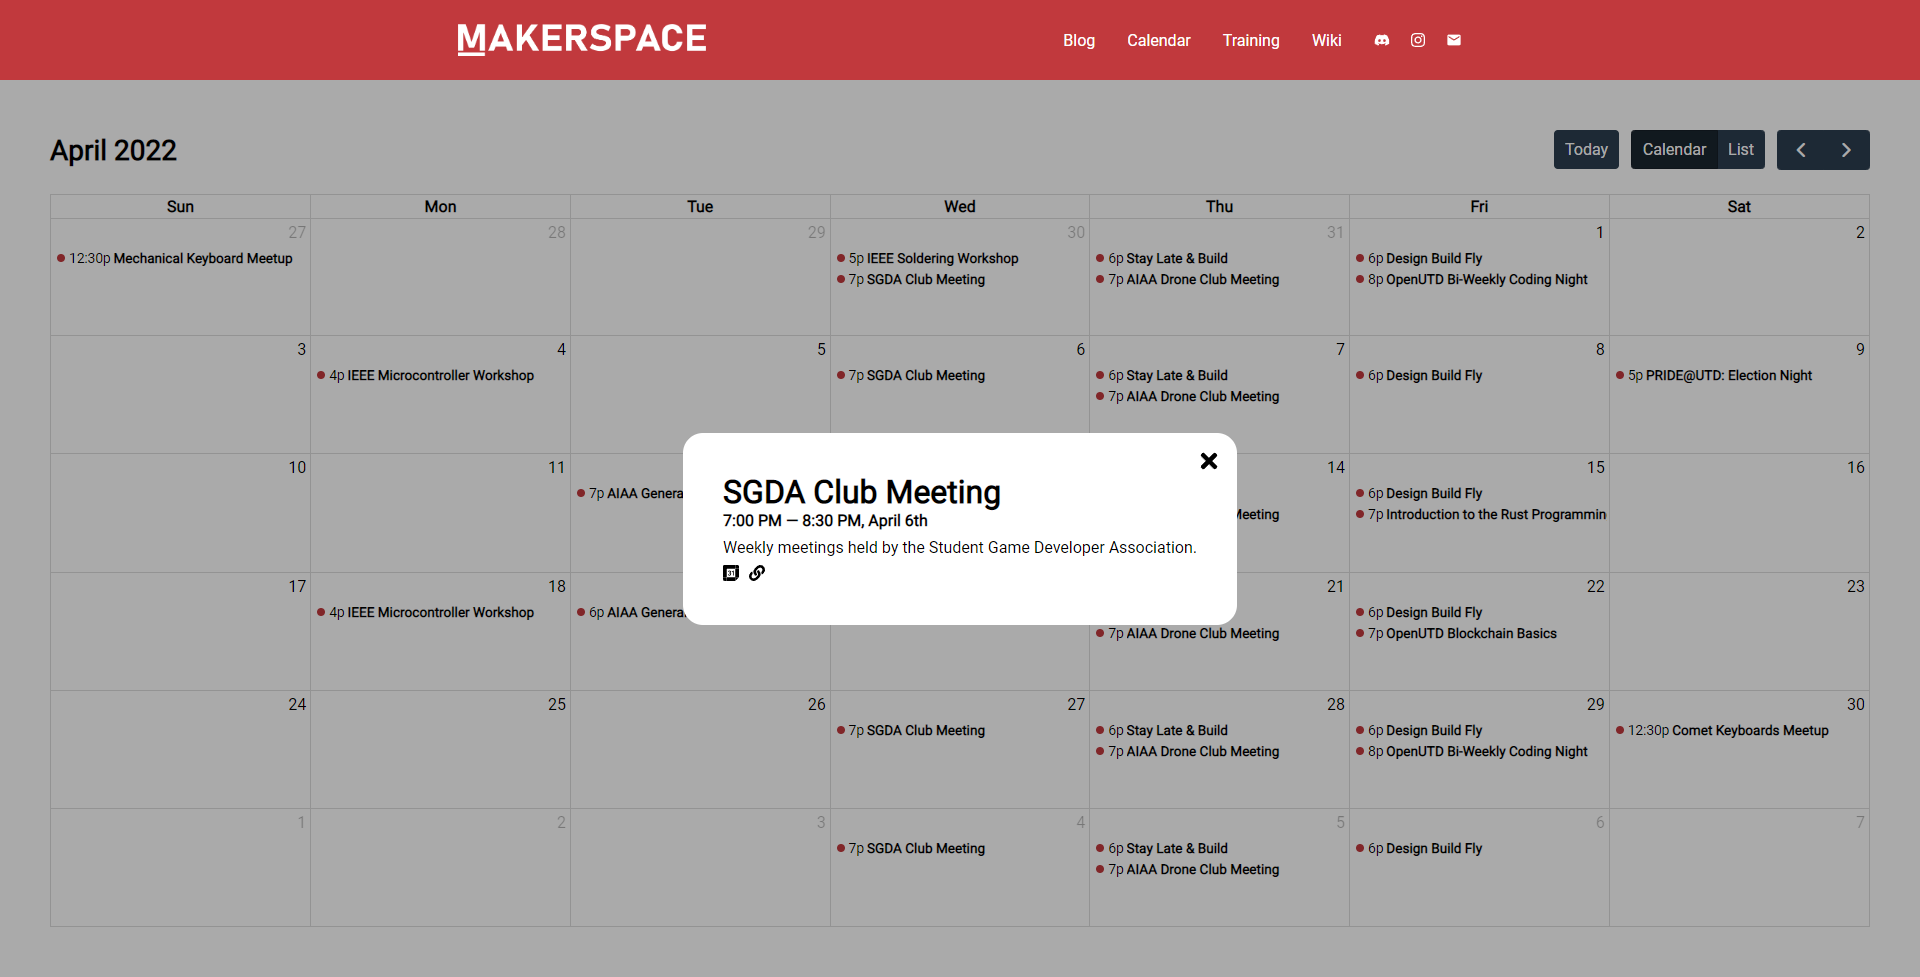 MAKERSPACE
Blog Calendar Training Wiki
April 2022
Today Calendar List
Sun Mon Tue Wed Thu Fri Sat
27 28 29 30 31 1 2
12:30p Mechanical Keyboard Meetup 5p IEEE Soldering Workshop 6p Stay Late & Build 6p Design Build Fly
7p SGDA Club Meeting 7p AIAA Drone Club Meeting 8p OpenUTD Bi-Weekly Coding Night
3 4 5 6 7 8 9
4p IEEE Microcontroller Workshop 7p SGDA Club Meeting 6p Stay Late & Build 6p Design Build Fly 5p PRIDE@UTD: Election Night
7p AIAA Drone Club Meeting
10 11 14 15 16
7p AIAA Genera 6p Design Build Fly
Meeting 7p Introduction to the Rust Programmin
SGDA Club Meeting
7:00 PM — 8:30 PM, April 6th
Weekly meetings held by the Student Game Developer Association.
31
17 18 21 22 23
4p IEEE Microcontroller Workshop 6p AIAA Genera 6p Design Build Fly
7p AIAA Drone Club Meeting 7p OpenUTD Blockchain Basics
24 25 26 27 28 29 30
7p SGDA Club Meeting 6p Stay Late & Build 6p Design Build Fly 12:30p Comet Keyboards Meetup
7p AIAA Drone Club Meeting 8p OpenUTD Bi-Weekly Coding Night
1 2 3 4 5 6 7
7p SGDA Club Meeting 6p Stay Late & Build 6p Design Build Fly
7p AIAA Drone Club Meeting